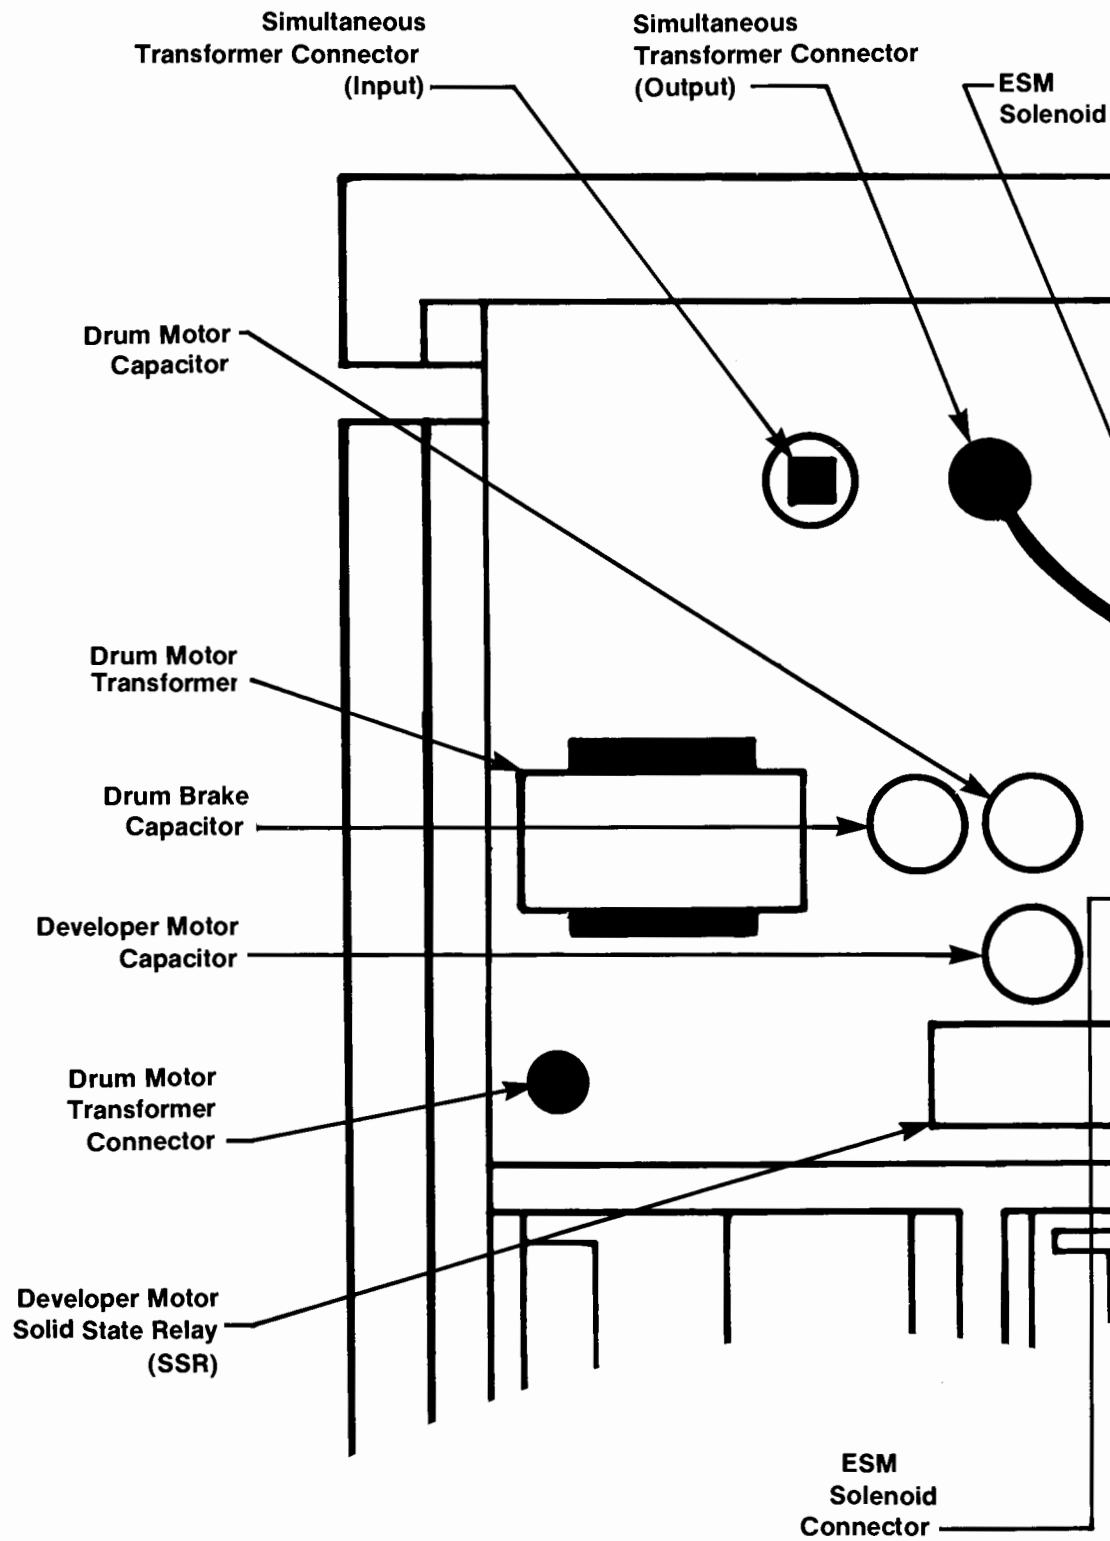 Simultaneous
Transformer Connector
(Input)
Simultaneous
Transformer Connector
(Output)
ESM
Solenoid
Drum Motor
Capacitor
Drum Motor
Transformer
Drum Brake
Capacitor
Developer Motor
Capacitor
Drum Motor
Transformer
Connector
Developer Motor
Solid State Relay
(SSR)
ESM
Solenoid
Connector